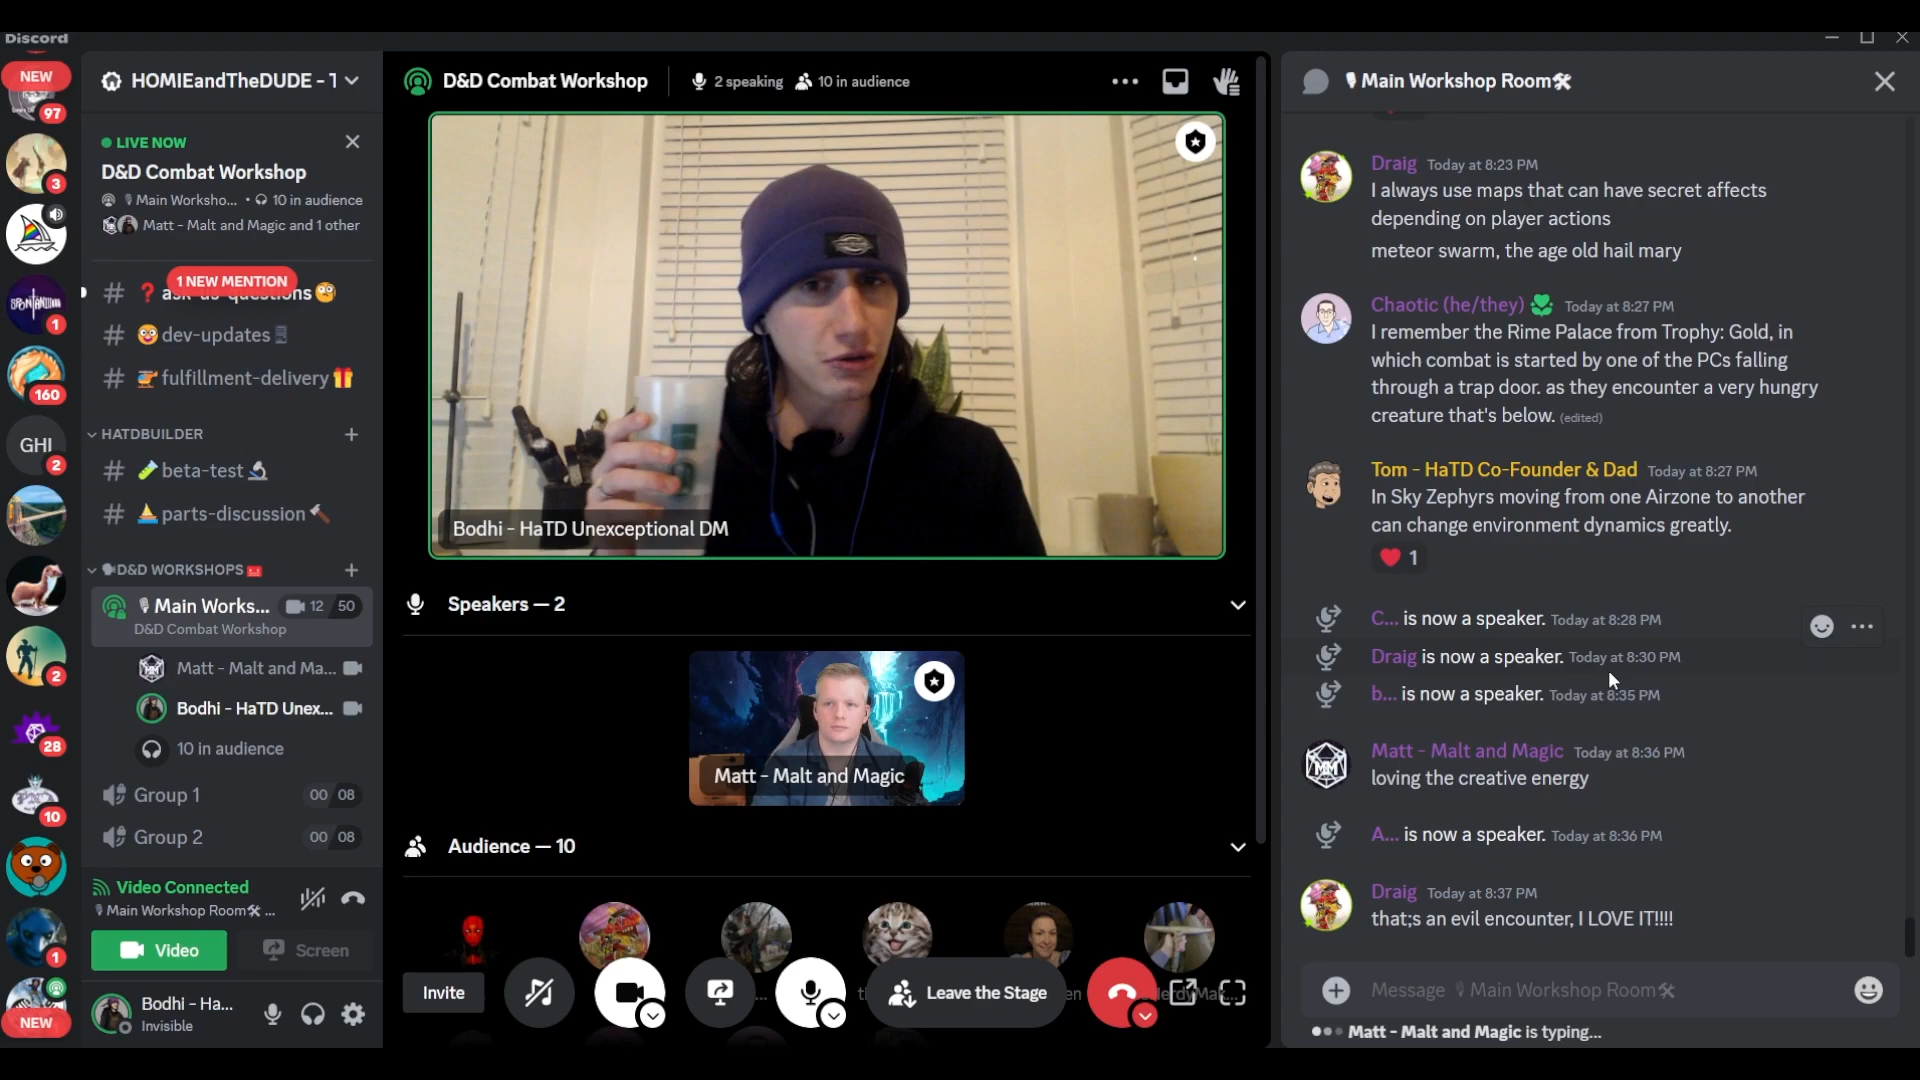 Discord
NEW
97
3
1
160
GHI
2
2
28
10
1
NEW
HOMIEandTheDUDE - T
LIVE NOW
D&D Combat Workshop
🎙Main Worksho... • 10 in audience
Matt - Malt and Magic and 1 other
1 NEW MENTION
# ❓ask-us-questions🧐
# 🤓dev-updates
# fulfillment-delivery🎁
HATDBUILDER
# 🧪beta-test🔬
# ⛵parts-discussion🔨
🗣D&D WORKSHOPS
🎙Main Works... 12 50
D&D Combat Workshop
Matt - Malt and Ma...
Bodhi - HaTD Unex...
10 in audience
Group 1 00 08
Group 2 00 08
Video Connected
🎙Main Workshop Room🛠 ...
Video
Screen
Bodhi - Ha...
Invisible
D&D Combat Workshop
2 speaking 10 in audience
Bodhi - HaTD Unexceptional DM
Speakers — 2
Matt - Malt and Magic
Audience — 10
Invite
Leave the Stage
🎙Main Workshop Room🛠
Draig Today at 8:23 PM
I always use maps that can have secret affects
depending on player actions
meteor swarm, the age old hail mary
Chaotic (he/they) Today at 8:27 PM
I remember the Rime Palace from Trophy: Gold, in
which combat is started by one of the PCs falling
through a trap door. as they encounter a very hungry
creature that's below. (edited)
Tom - HaTD Co-Founder & Dad Today at 8:27 PM
In Sky Zephyrs moving from one Airzone to another
can change environment dynamics greatly.
❤️ 1
C... is now a speaker. Today at 8:28 PM
Draig is now a speaker. Today at 8:30 PM
b... is now a speaker. Today at 8:35 PM
MM
Matt - Malt and Magic Today at 8:36 PM
loving the creative energy
A... is now a speaker. Today at 8:36 PM
Draig Today at 8:37 PM
that;s an evil encounter, I LOVE IT!!!!
Message 🎙Main Workshop Room🛠
Matt - Malt and Magic is typing...